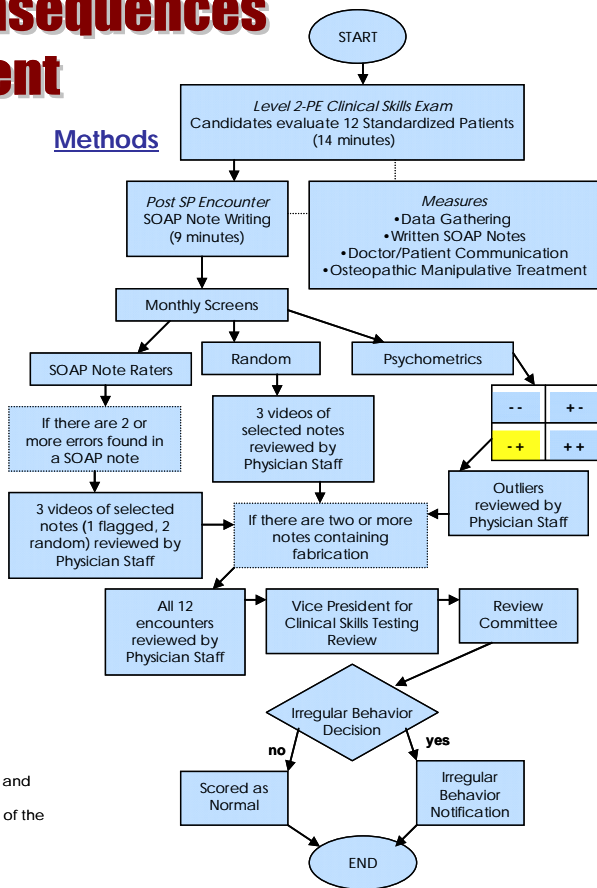 nsequences
ent
Methods
START
Level 2-PE Clinical Skills Exam
Candidates evaluate 12 Standardized Patients
(14 minutes)
Post SP Encounter
SOAP Note Writing
(9 minutes)
Measures
•Data Gathering
•Written SOAP Notes
•Doctor/Patient Communication
•Osteopathic Manipulative Treatment
Monthly Screens
SOAP Note Raters
Random
Psychometrics
- -
+ -
- +
+ +
If there are 2 or
more errors found in
a SOAP note
3 videos of
selected notes
reviewed by
Physician Staff
Outliers
reviewed by
Physician Staff
3 videos of selected
notes (1 flagged, 2
random) reviewed by
Physician Staff
If there are two or more
notes containing
fabrication
All 12
encounters
reviewed by
Physician Staff
Vice President for
Clinical Skills Testing
Review
Review
Committee
Irregular Behavior
Decision
no
yes
Scored as
Normal
Irregular
Behavior
Notification
and
of the
END